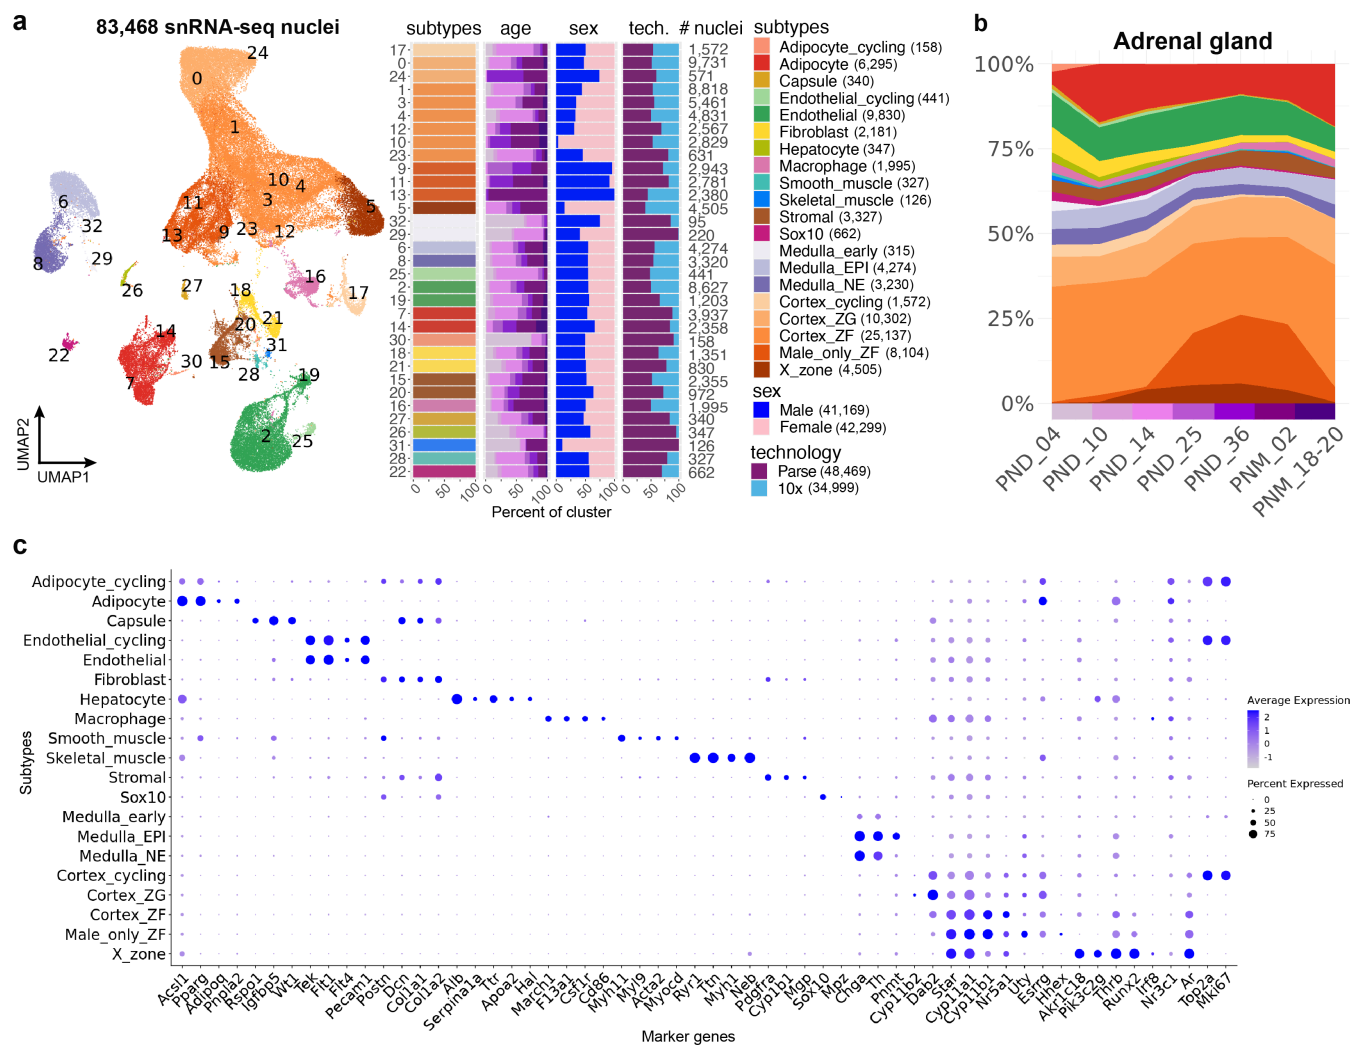 a
83,468 snRNA-seq nuclei
24
0
1
10
4
3
11
5
13
9
23
12
6
32
8
29
26
27
16
17
18
21
20
14
31
22
30
15
28
7
19
2
25
UMAP2
UMAP1
subtypes age sex tech. # nuclei
17 1,572
0 9,731
24 571
1 8,818
3 5,461
4 4,831
12 2,567
10 2,829
23 631
9 2,943
11 2,781
13 2,380
5 4,505
32 95
29 220
6 4,274
8 3,320
25 441
2 8,627
19 1,203
7 3,937
14 2,358
30 158
18 1,351
21 830
15 2,355
20 972
16 1,995
27 340
26 347
31 126
28 327
22 662
0 50 100 0 50 100 0 50 100 0 50 100
Percent of cluster
subtypes
Adipocyte_cycling (158)
Adipocyte (6,295)
Capsule (340)
Endothelial_cycling (441)
Endothelial (9,830)
Fibroblast (2,181)
Hepatocyte (347)
Macrophage (1,995)
Smooth_muscle (327)
Skeletal_muscle (126)
Stromal (3,327)
Sox10 (662)
Medulla_early (315)
Medulla_EPI (4,274)
Medulla_NE (3,230)
Cortex_cycling (1,572)
Cortex_ZG (10,302)
Cortex_ZF (25,137)
Male_only_ZF (8,104)
X_zone (4,505)
sex
Male (41,169)
Female (42,299)
technology
Parse (48,469)
10x (34,999)
b
Adrenal gland
100%
75%
50%
25%
0%
PND_04
PND_10
PND_14
PND_25
PND_36
PNM_02
PNM_18-20
c
Subtypes
Adipocyte_cycling
Adipocyte
Capsule
Endothelial_cycling
Endothelial
Fibroblast
Hepatocyte
Macrophage
Smooth_muscle
Skeletal_muscle
Stromal
Sox10
Medulla_early
Medulla_EPI
Medulla_NE
Cortex_cycling
Cortex_ZG
Cortex_ZF
Male_only_ZF
X_zone
Acsl1
Pparg
Adipoq
Pnpla2
Rspo1
Igfbp5
Wt1
Tek
Flt1
Flt4
Pecam1
Postn
Dcn
Col1a1
Col1a2
Alb
Serpina1a
Ttr
Apoa2
Hal
March1
F13a1
Csf1r
Cd86
Myh11
Myl9
Acta2
Myocd
Ryr1
Ttn
Myh1
Neb
Pdgfra
Cyp1b1
Mgp
Sox10
Mpz
Chga
Th
Pnmt
Cyp11b2
Dab2
Star
Cyp11a1
Cyp11b1
Nr5a1
Uty
Esrrg
Hhex
Akr1c18
Pik3c2g
Thrb
Runx2
Irf8
Nr3c1
Ar
Top2a
Mki67
Marker genes
Average Expression
2
1
0
-1
Percent Expressed
0
25
50
75